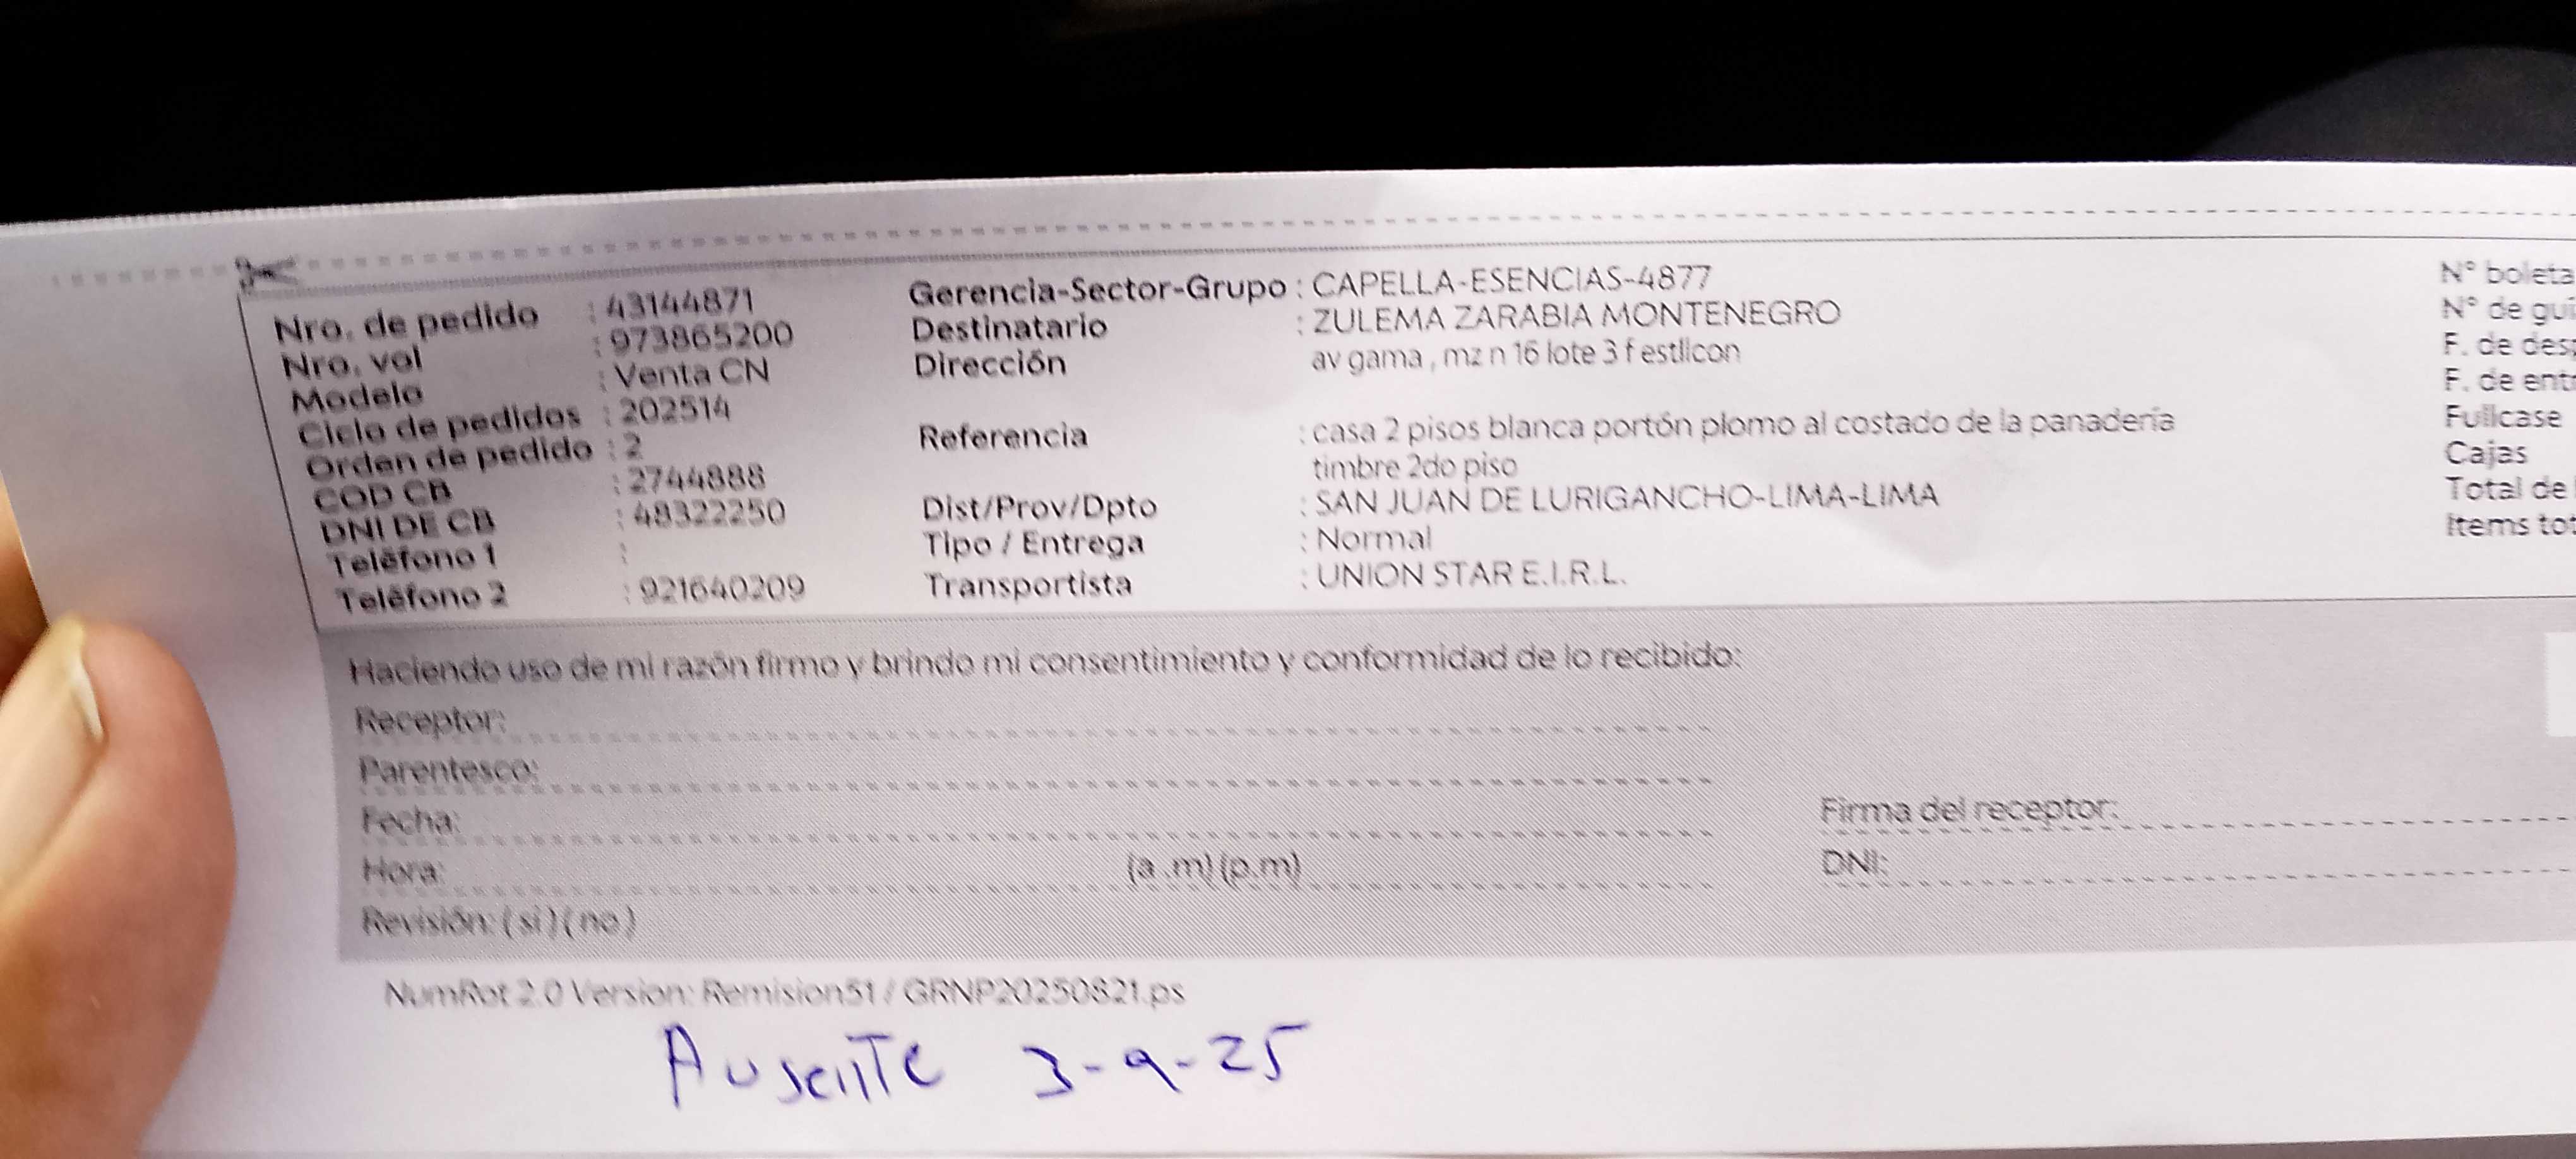 Nro. de pedido : 43144871
Nro. vol : 973865200
Modelo : Venta CN
Ciclo de pedidos : 202514
Orden de pedido : 2
COD CB : 2744888
DNI DE CB : 48322250
Teléfono 1 :
Teléfono 2 : 921640209
Gerencia-Sector-Grupo : CAPELLA-ESENCIAS-4877
Destinatario : ZULEMA ZARABIA MONTENEGRO
Dirección av gama , mz n 16 lote 3 f estlicon
Referencia : casa 2 pisos blanca portón plomo al costado de la panadería
timbre 2do piso
Dist/Prov/Dpto : SAN JUAN DE LURIGANCHO-LIMA-LIMA
Tipo / Entrega : Normal
Transportista : UNION STAR E.I.R.L.
N° boleta
N° de guí
F. de des
F. de ent
Fullcase
Cajas
Total de
Items tot
Haciendo uso de mi razón firmo y brindo mi consentimiento y conformidad de lo recibido:
Receptor:
Parentesco:
Fecha:
Hora: (a .m) (p.m)
Revisión: ( si ) ( no )
Firma del receptor:
DNI:
NumRot 2.0 Version: Remision51 / GRNP20250821.ps
Ausente 3-9-25